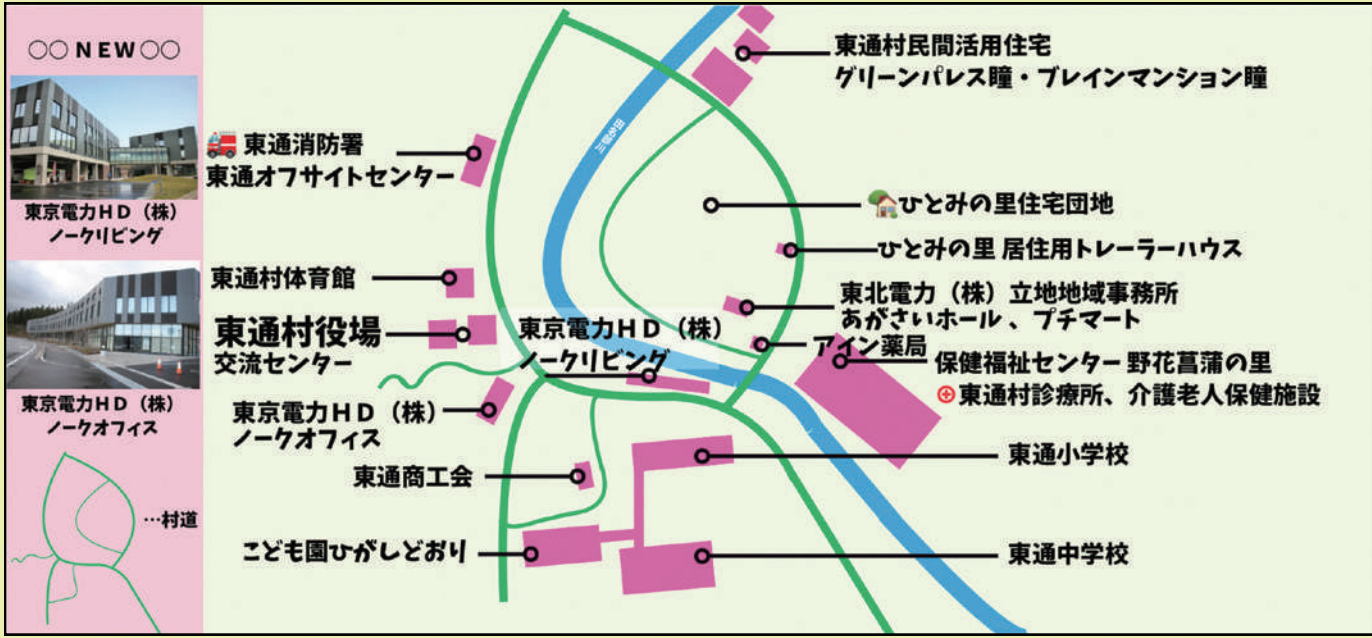 ○○NEW○○
東京電力HD(株)
ノークリビング
東京電力HD(株)
ノークオフィス
…村道
東通消防署
東通オフサイトセンター
東通村体育館
東通村役場
交流センター
東京電力HD(株)
ノークオフィス
東通商工会
こども園ひがしどおり
東京電力HD(株)
ノークリビング
東通村民間活用住宅
グリーンパレス瞳・ブレインマンション瞳
ひとみの里住宅団地
ひとみの里 居住用トレーラーハウス
東北電力(株)立地地域事務所
あがさいホール、プチマート
アイン薬局
保健福祉センター 野花菖蒲の里
東通村診療所、介護老人保健施設
東通小学校
東通中学校